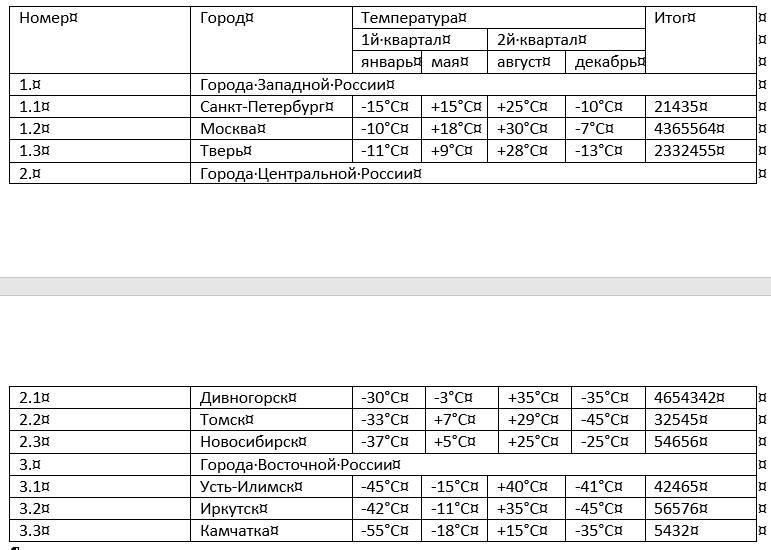 Номер¤ Город¤ Температура¤ Итог¤ ¤
1й·квартал¤ 2й·квартал¤ ¤
январь¤ мая¤ август¤ декабрь¤ ¤
1.¤ Города·Западной·России¤ ¤
1.1¤ Санкт-Петербург¤ -15°C¤ +15°C¤ +25°C¤ -10°C¤ 21435¤ ¤
1.2¤ Москва¤ -10°C¤ +18°C¤ +30°C¤ -7°C¤ 4365564¤ ¤
1.3¤ Тверь¤ -11°C¤ +9°C¤ +28°C¤ -13°C¤ 2332455¤ ¤
2.¤ Города·Центральной·России¤ ¤
2.1¤ Дивногорск¤ -30°C¤ -3°C¤ +35°C¤ -35°C¤ 4654342¤ ¤
2.2¤ Томск¤ -33°C¤ +7°C¤ +29°C¤ -45°C¤ 32545¤ ¤
2.3¤ Новосибирск¤ -37°C¤ +5°C¤ +25°C¤ -25°C¤ 54656¤ ¤
3.¤ Города·Восточной·России¤ ¤
3.1¤ Усть-Илимск¤ -45°C¤ -15°C¤ +40°C¤ -41°C¤ 42465¤ ¤
3.2¤ Иркутск¤ -42°C¤ -11°C¤ +35°C¤ -45°C¤ 56576¤ ¤
3.3¤ Камчатка¤ -55°C¤ -18°C¤ +15°C¤ -35°C¤ 5432¤ ¤